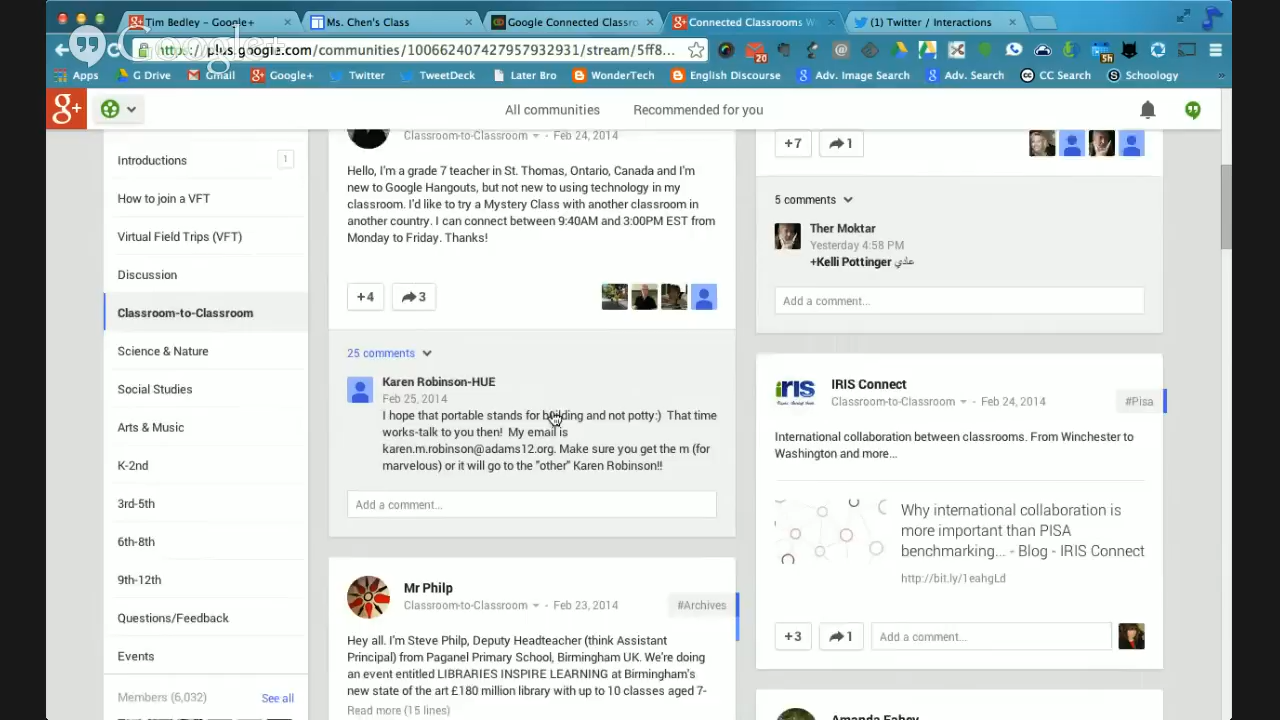 Tim Bedley – Google+
Ms. Chen's Class
Google Connected Classro
Connected Classrooms W
(1) Twitter / Interactions
Google+
https://plus.google.com/communities/100662407427957932931/stream/5ff8...
20
5h
Apps
G Drive
Gmail
Google+
Twitter
TweetDeck
Later Bro
WonderTech
English Discourse
Adv. Image Search
Adv. Search
CC Search
Schoology
»
g+
All communities
Recommended for you
Introductions
1
How to join a VFT
Virtual Field Trips (VFT)
Discussion
Classroom-to-Classroom
Science & Nature
Social Studies
Arts & Music
K-2nd
3rd-5th
6th-8th
9th-12th
Questions/Feedback
Events
Members (6,032)
See all
Classroom-to-Classroom - Feb 24, 2014
Hello, I'm a grade 7 teacher in St. Thomas, Ontario, Canada and I'm
new to Google Hangouts, but not new to using technology in my
classroom. I'd like to try a Mystery Class with another classroom in
another country. I can connect between 9:40AM and 3:00PM EST from
Monday to Friday. Thanks!
+4
3
25 comments
Karen Robinson-HUE
Feb 25, 2014
I hope that portable stands for building and not potty:) That time
works-talk to you then! My email is
karen.m.robinson@adams12.org. Make sure you get the m (for
marvelous) or it will go to the "other" Karen Robinson!!
Add a comment...
Mr Philp
Classroom-to-Classroom - Feb 23, 2014
#Archives
Hey all. I'm Steve Philp, Deputy Headteacher (think Assistant
Principal) from Paganel Primary School, Birmingham UK. We're doing
an event entitled LIBRARIES INSPIRE LEARNING at Birmingham's
new state of the art £180 million library with up to 10 classes aged 7-
Read more (15 lines)
+7
1
5 comments
Ther Moktar
Yesterday 4:58 PM
+Kelli Pottinger عادي
Add a comment...
IRIS Connect
Classroom-to-Classroom - Feb 24, 2014
#Pisa
International collaboration between classrooms. From Winchester to
Washington and more...
Why international collaboration is
more important than PISA
benchmarking... - Blog - IRIS Connect
http://bit.ly/1eahgLd
+3
1
Add a comment...
Amanda Fahey